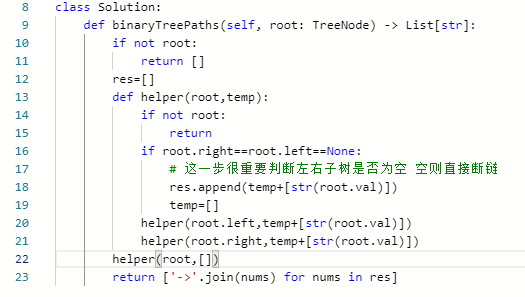 8 class Solution:
9     def binaryTreePaths(self, root: TreeNode) -> List[str]:
10         if not root:
11             return []
12         res=[]
13         def helper(root,temp):
14             if not root:
15                 return
16             if root.right==root.left==None:
17                 # 这一步很重要判断左右子树是否为空 空则直接断链
18                 res.append(temp+[str(root.val)])
19                 temp=[]
20             helper(root.left,temp+[str(root.val)])
21             helper(root.right,temp+[str(root.val)])
22         helper(root,[])
23         return ['->'.join(nums) for nums in res]